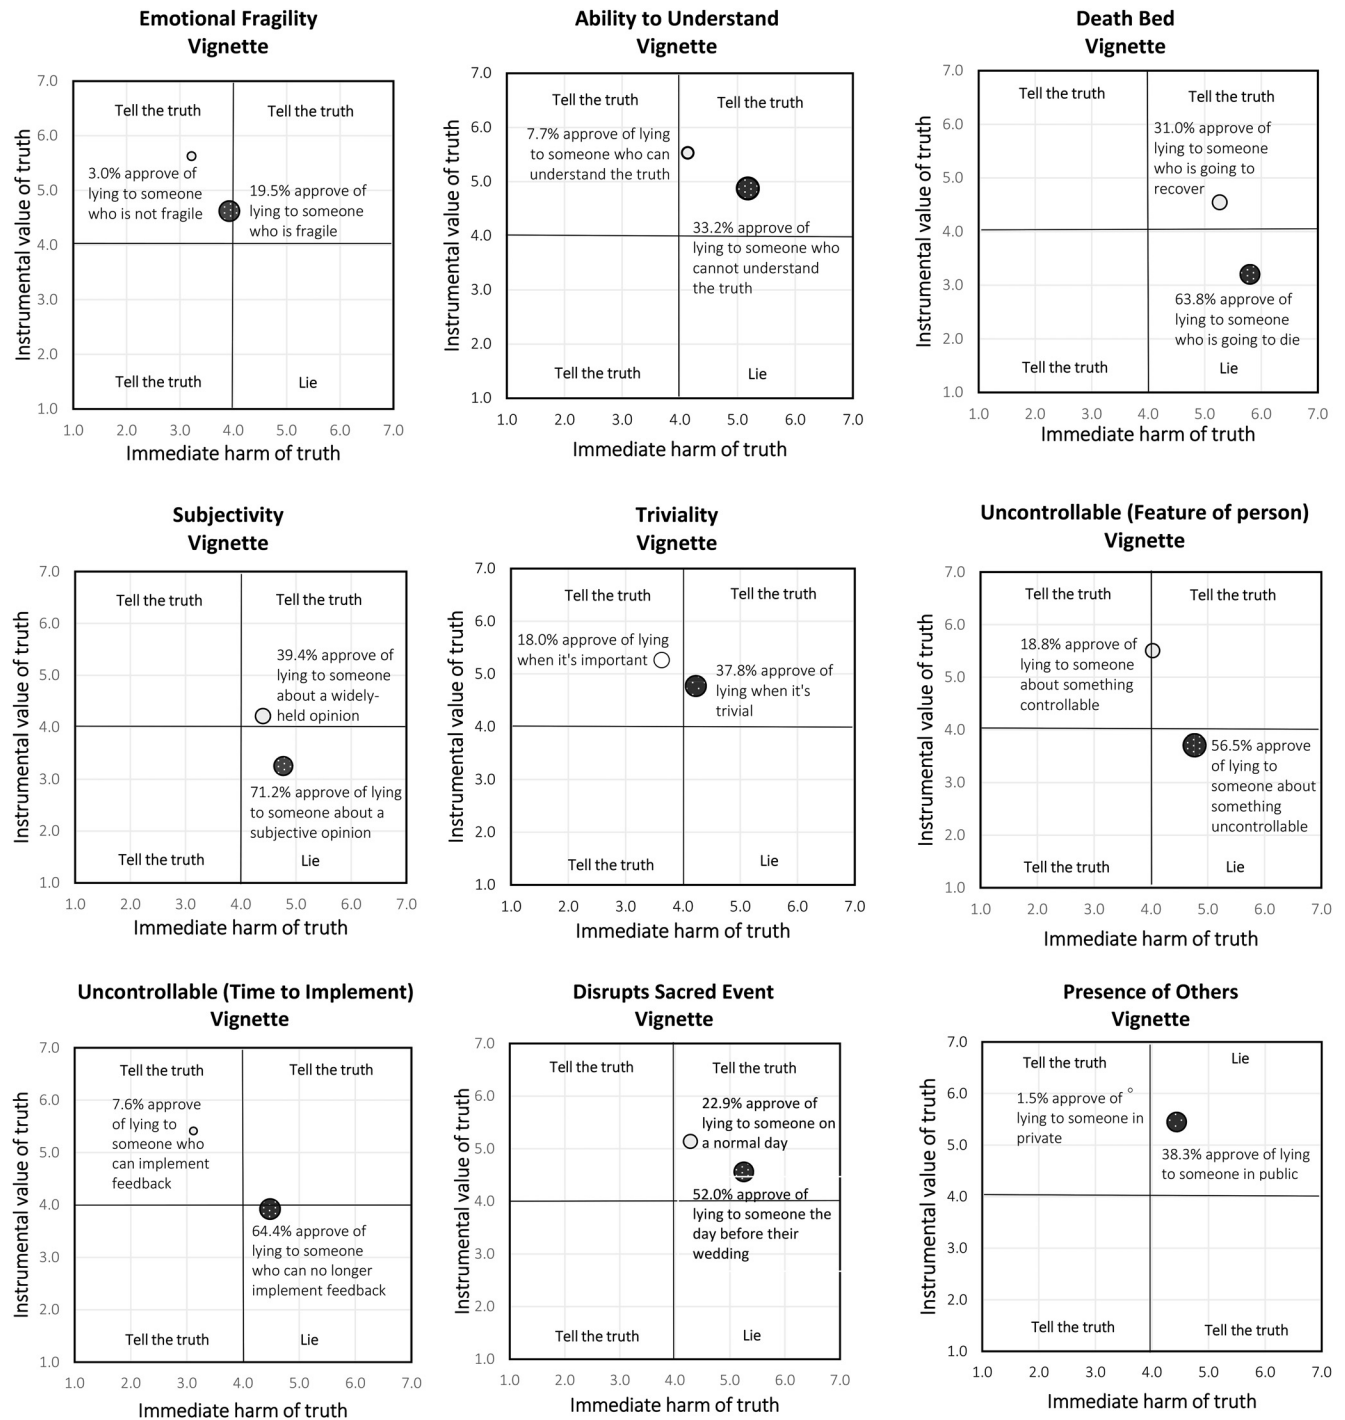 Emotional Fragility
Vignette
Instrumental value of truth
7.0
6.0
5.0
4.0
3.0
2.0
1.0
Tell the truth
Tell the truth
3.0% approve of
lying to someone
who is not fragile
19.5% approve of
lying to someone
who is fragile
Tell the truth
Lie
1.0 2.0 3.0 4.0 5.0 6.0 7.0
Immediate harm of truth
Ability to Understand
Vignette
Instrumental value of truth
7.0
6.0
5.0
4.0
3.0
2.0
1.0
Tell the truth
Tell the truth
7.7% approve of lying
to someone who can
understand the truth
33.2% approve of
lying to someone who
cannot understand
the truth
Tell the truth
Lie
1.0 2.0 3.0 4.0 5.0 6.0 7.0
Immediate harm of truth
Death Bed
Vignette
Instrumental value of truth
7.0
6.0
5.0
4.0
3.0
2.0
1.0
Tell the truth
Tell the truth
31.0% approve of
lying to someone
who is going to
recover
63.8% approve of
lying to someone
who is going to die
Tell the truth
Lie
1.0 2.0 3.0 4.0 5.0 6.0 7.0
Immediate harm of truth
Subjectivity
Vignette
Instrumental value of truth
7.0
6.0
5.0
4.0
3.0
2.0
1.0
Tell the truth
Tell the truth
39.4% approve of
lying to someone
about a widely-
held opinion
71.2% approve of lying
to someone about a
subjective opinion
Tell the truth
Lie
1.0 2.0 3.0 4.0 5.0 6.0 7.0
Immediate harm of truth
Triviality
Vignette
Instrumental value of truth
7.0
6.0
5.0
4.0
3.0
2.0
1.0
Tell the truth
Tell the truth
18.0% approve of lying
when it's important
37.8% approve of
lying when it's
trivial
Tell the truth
Lie
1.0 2.0 3.0 4.0 5.0 6.0 7.0
Immediate harm of truth
Uncontrollable (Feature of person)
Vignette
Instrumental value of truth
7.0
6.0
5.0
4.0
3.0
2.0
1.0
Tell the truth
Tell the truth
18.8% approve of
lying to someone
about something
controllable
56.5% approve
of lying to
someone about
something
uncontrollable
Tell the truth
Lie
1.0 2.0 3.0 4.0 5.0 6.0 7.0
Immediate harm of truth
Uncontrollable (Time to Implement)
Vignette
Instrumental value of truth
7.0
6.0
5.0
4.0
3.0
2.0
1.0
Tell the truth
Tell the truth
7.6% approve
of lying to
someone who
can implement
feedback
64.4% approve of
lying to someone
who can no longer
implement feedback
Tell the truth
Lie
1.0 2.0 3.0 4.0 5.0 6.0 7.0
Immediate harm of truth
Disrupts Sacred Event
Vignette
Instrumental value of truth
7.0
6.0
5.0
4.0
3.0
2.0
1.0
Tell the truth
Tell the truth
22.9% approve of
lying to someone on
a normal day
52.0% approve of
lying to someone the
day before their
wedding
Tell the truth
Lie
1.0 2.0 3.0 4.0 5.0 6.0 7.0
Immediate harm of truth
Presence of Others
Vignette
Instrumental value of truth
7.0
6.0
5.0
4.0
3.0
2.0
1.0
Tell the truth
Lie
1.5% approve of
lying to someone in
private
38.3% approve of lying
to someone in public
Tell the truth
Tell the truth
1.0 2.0 3.0 4.0 5.0 6.0 7.0
Immediate harm of truth